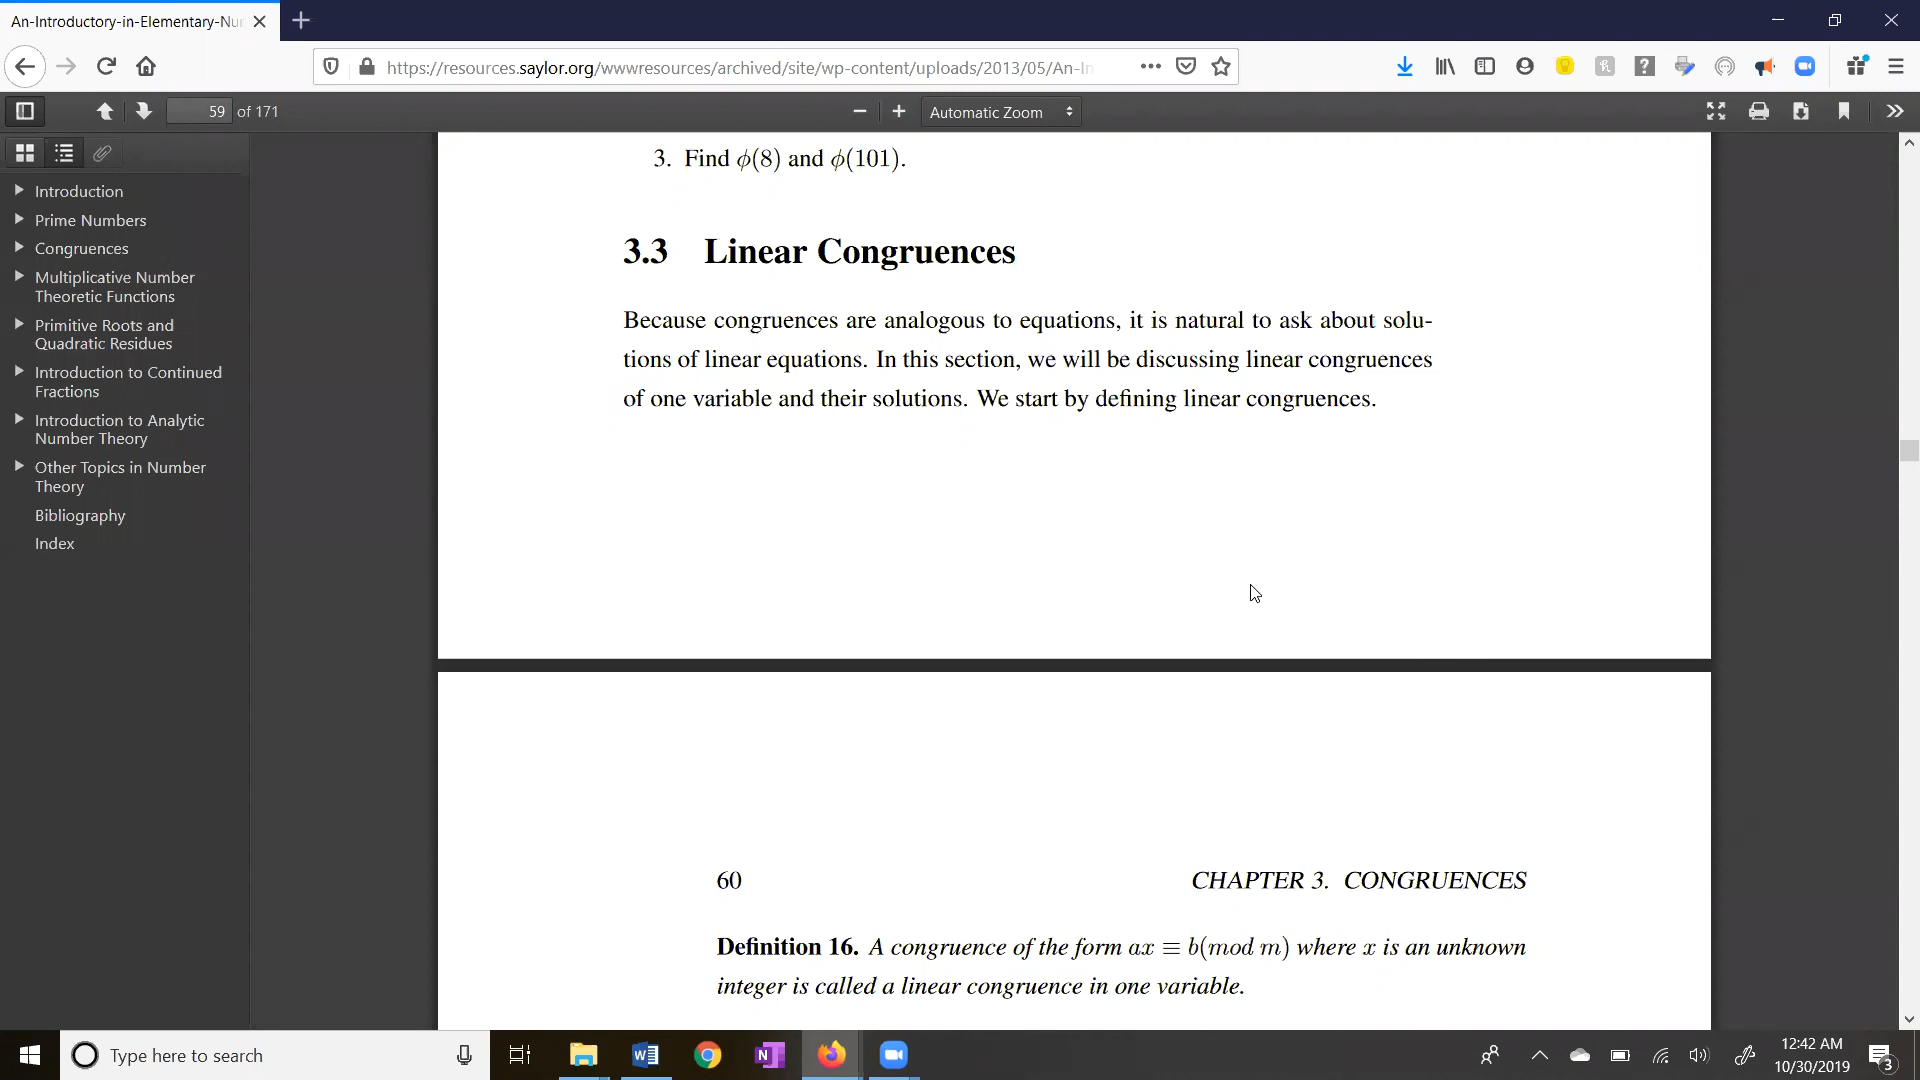 An-Introductory-in-Elementary-Nu
https://resources.saylor.org/wwwresources/archived/site/wp-content/uploads/2013/05/An-In
59 of 171
Automatic Zoom
Introduction
Prime Numbers
Congruences
Multiplicative Number
Theoretic Functions
Primitive Roots and
Quadratic Residues
Introduction to Continued
Fractions
Introduction to Analytic
Number Theory
Other Topics in Number
Theory
Bibliography
Index
3. Find ϕ(8) and ϕ(101).
3.3 Linear Congruences
Because congruences are analogous to equations, it is natural to ask about solu-
tions of linear equations. In this section, we will be discussing linear congruences
of one variable and their solutions. We start by defining linear congruences.
60 CHAPTER 3. CONGRUENCES
Definition 16. A congruence of the form ax ≡ b(mod m) where x is an unknown
integer is called a linear congruence in one variable.
Type here to search
12:42 AM
10/30/2019
3